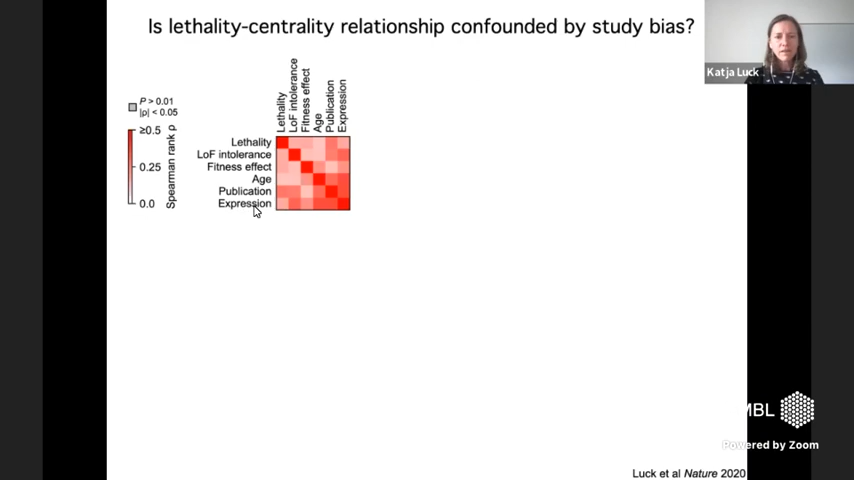 Is lethality-centrality relationship confounded by study bias?
Katja Luck
P > 0.01
|ρ| < 0.05
≥0.5
0.25
0.0
Spearman rank ρ
Lethality
LoF intolerance
Fitness effect
Age
Publication
Expression
Lethality
LoF intolerance
Fitness effect
Age
Publication
Expression
MBL
Powered by Zoom
Luck et al Nature 2020